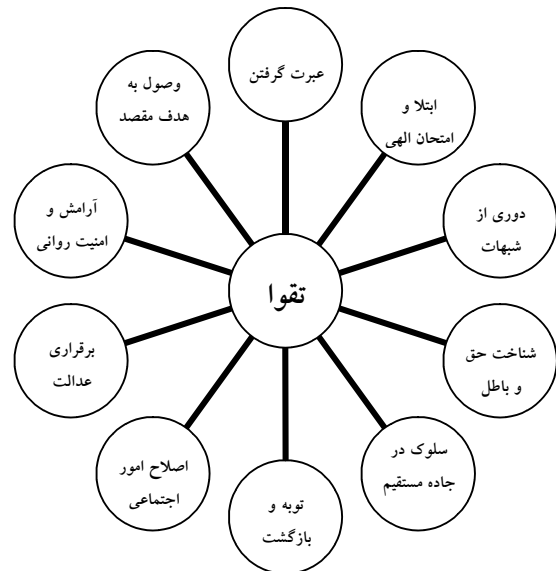 عبرت گرفتن
ابتلا و
امتحان الهی
دوری از
شبهات
شناخت حق
و باطل
سلوک در
جاده مستقیم
توبه و
بازگشت
اصلاح امور
اجتماعی
برقراری
عدالت
آرامش و
امنیت روانی
وصول به
هدف مقصد
تقوا